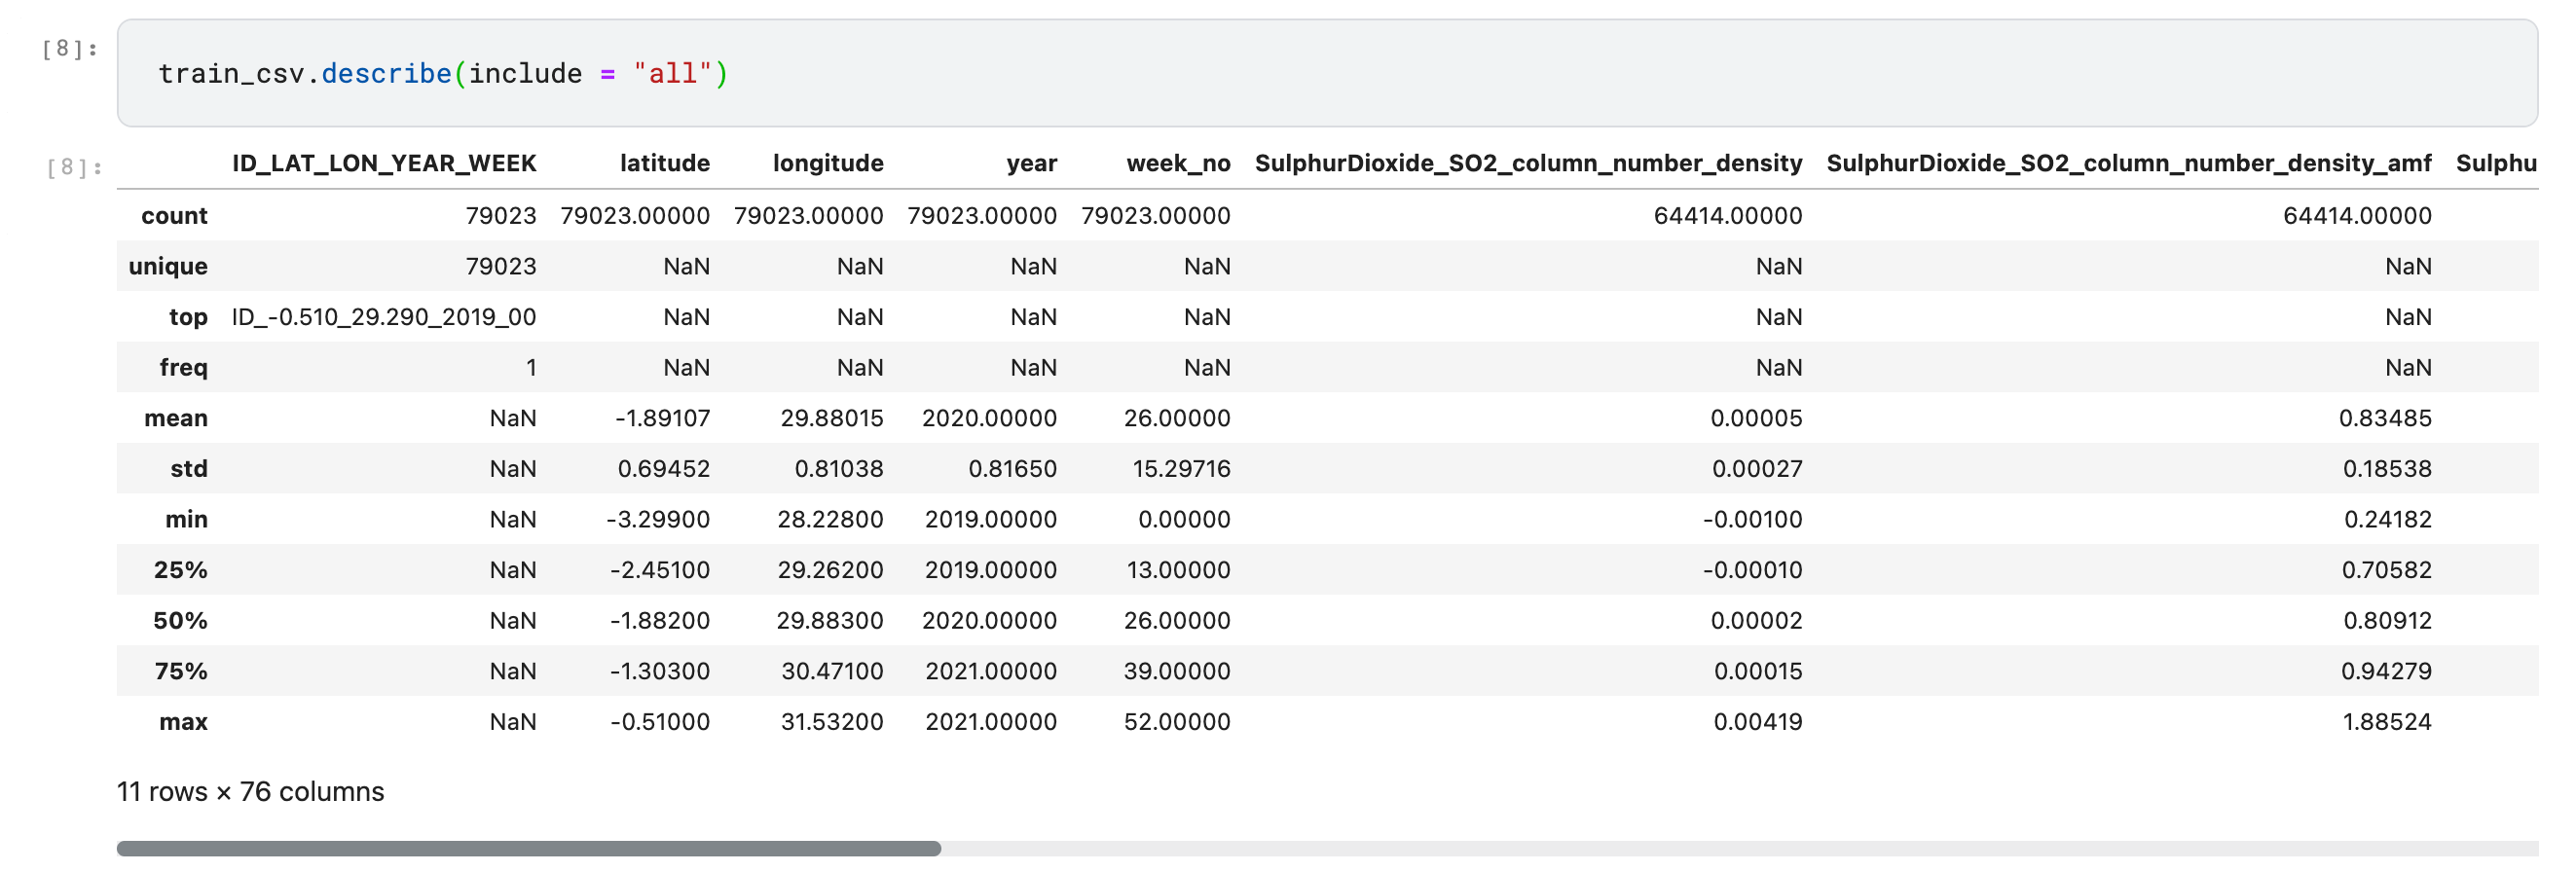 [8]:
train_csv.describe(include = "all")
[8]:
ID_LAT_LON_YEAR_WEEK latitude longitude year week_no SulphurDioxide_SO2_column_number_density SulphurDioxide_SO2_column_number_density_amf Sulphu
count 79023 79023.00000 79023.00000 79023.00000 79023.00000 64414.00000 64414.00000
unique 79023 NaN NaN NaN NaN NaN NaN
top ID_-0.510_29.290_2019_00 NaN NaN NaN NaN NaN NaN
freq 1 NaN NaN NaN NaN NaN NaN
mean NaN -1.89107 29.88015 2020.00000 26.00000 0.00005 0.83485
std NaN 0.69452 0.81038 0.81650 15.29716 0.00027 0.18538
min NaN -3.29900 28.22800 2019.00000 0.00000 -0.00100 0.24182
25% NaN -2.45100 29.26200 2019.00000 13.00000 -0.00010 0.70582
50% NaN -1.88200 29.88300 2020.00000 26.00000 0.00002 0.80912
75% NaN -1.30300 30.47100 2021.00000 39.00000 0.00015 0.94279
max NaN -0.51000 31.53200 2021.00000 52.00000 0.00419 1.88524
11 rows × 76 columns